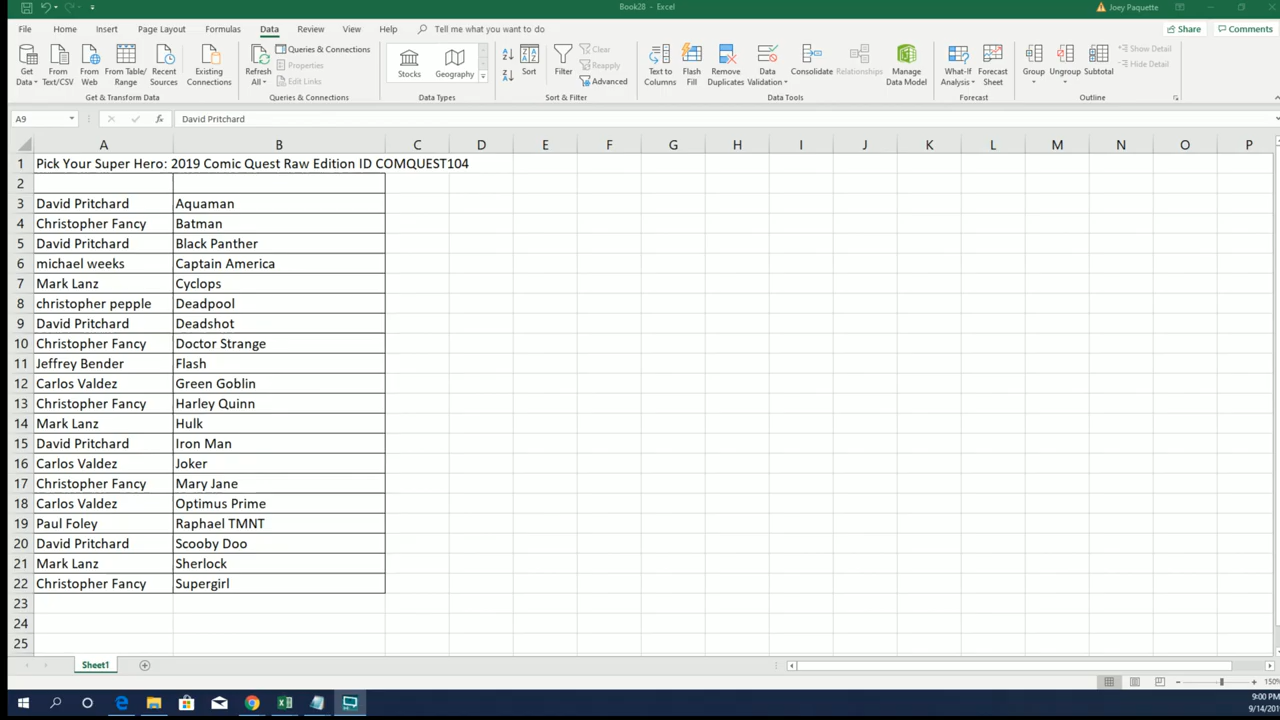 Book28 - Excel
Joey Paquette
File Home Insert Page Layout Formulas Data Review View Help Tell me what you want to do
Share Comments
Get Data From Text/CSV From Web From Table/Range Recent Sources Existing Connections
Get & Transform Data
Refresh All Queries & Connections Properties Edit Links
Queries & Connections
Stocks Geography
Data Types
Sort Filter Clear Reapply Advanced
Sort & Filter
Text to Columns Flash Fill Remove Duplicates Data Validation Consolidate Relationships Manage Data Model
Data Tools
What-If Analysis Forecast Sheet
Forecast
Group Ungroup Subtotal Show Detail Hide Detail
Outline
A9 fx David Pritchard
A B C D E F G H I J K L M N O P
1 Pick Your Super Hero: 2019 Comic Quest Raw Edition ID COMQUEST104
2
3 David Pritchard Aquaman
4 Christopher Fancy Batman
5 David Pritchard Black Panther
6 michael weeks Captain America
7 Mark Lanz Cyclops
8 christopher pepple Deadpool
9 David Pritchard Deadshot
10 Christopher Fancy Doctor Strange
11 Jeffrey Bender Flash
12 Carlos Valdez Green Goblin
13 Christopher Fancy Harley Quinn
14 Mark Lanz Hulk
15 David Pritchard Iron Man
16 Carlos Valdez Joker
17 Christopher Fancy Mary Jane
18 Carlos Valdez Optimus Prime
19 Paul Foley Raphael TMNT
20 David Pritchard Scooby Doo
21 Mark Lanz Sherlock
22 Christopher Fancy Supergirl
23
24
25
Sheet1
150%
9:00 PM
9/14/201